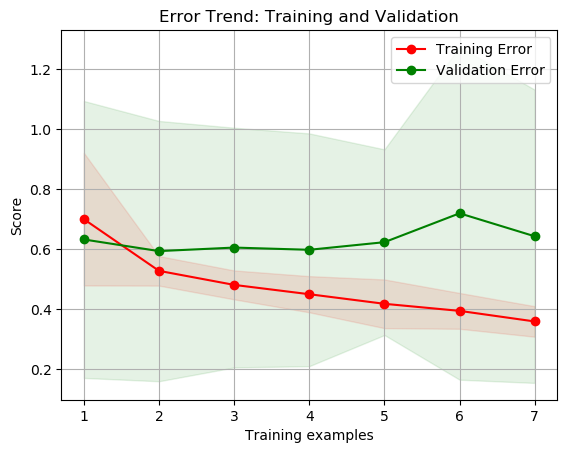 Error Trend: Training and Validation
Training Error
Validation Error
Score
1.2
1.0
0.8
0.6
0.4
0.2
1 2 3 4 5 6 7
Training examples